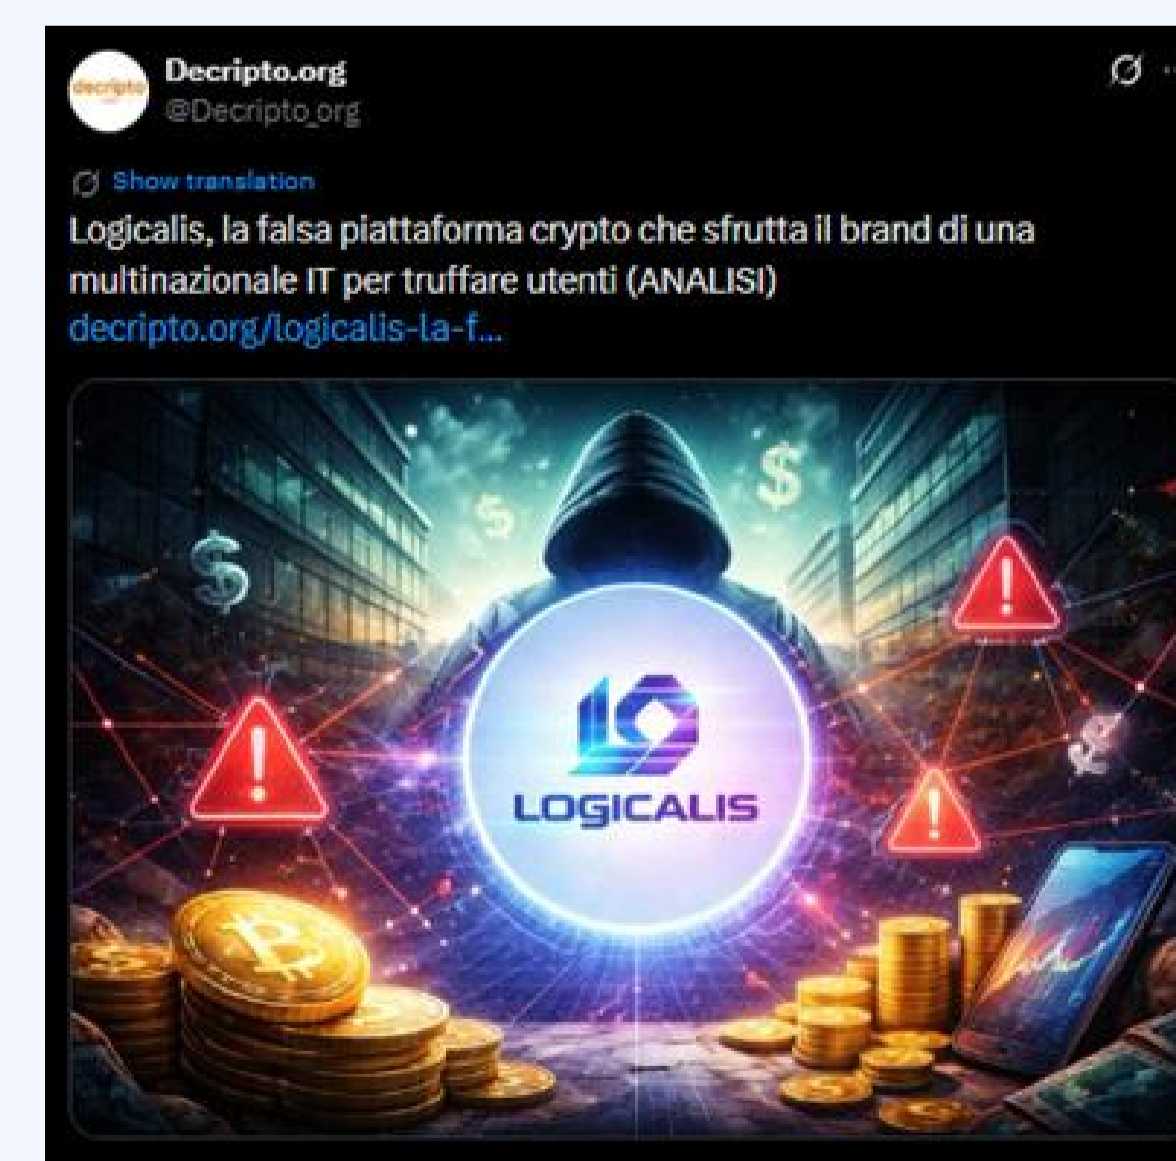 decripto
Decripto.org
@Decripto_org
Show translation
Logicalis, la falsa piattaforma crypto che sfrutta il brand di una
multinazionale IT per truffare utenti (ANALISI)
decripto.org/logicalis-la-f...
LOGICALIS